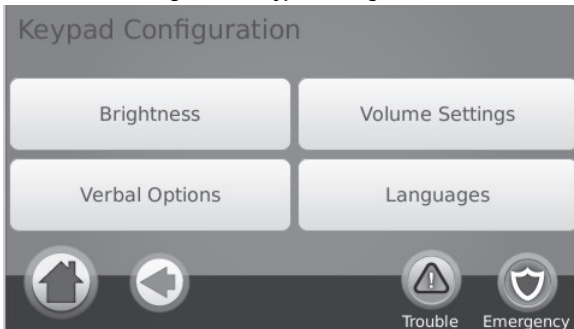 Keypad Configuration
Brightness
Volume Settings
Verbal Options
Languages
Trouble
Emergency